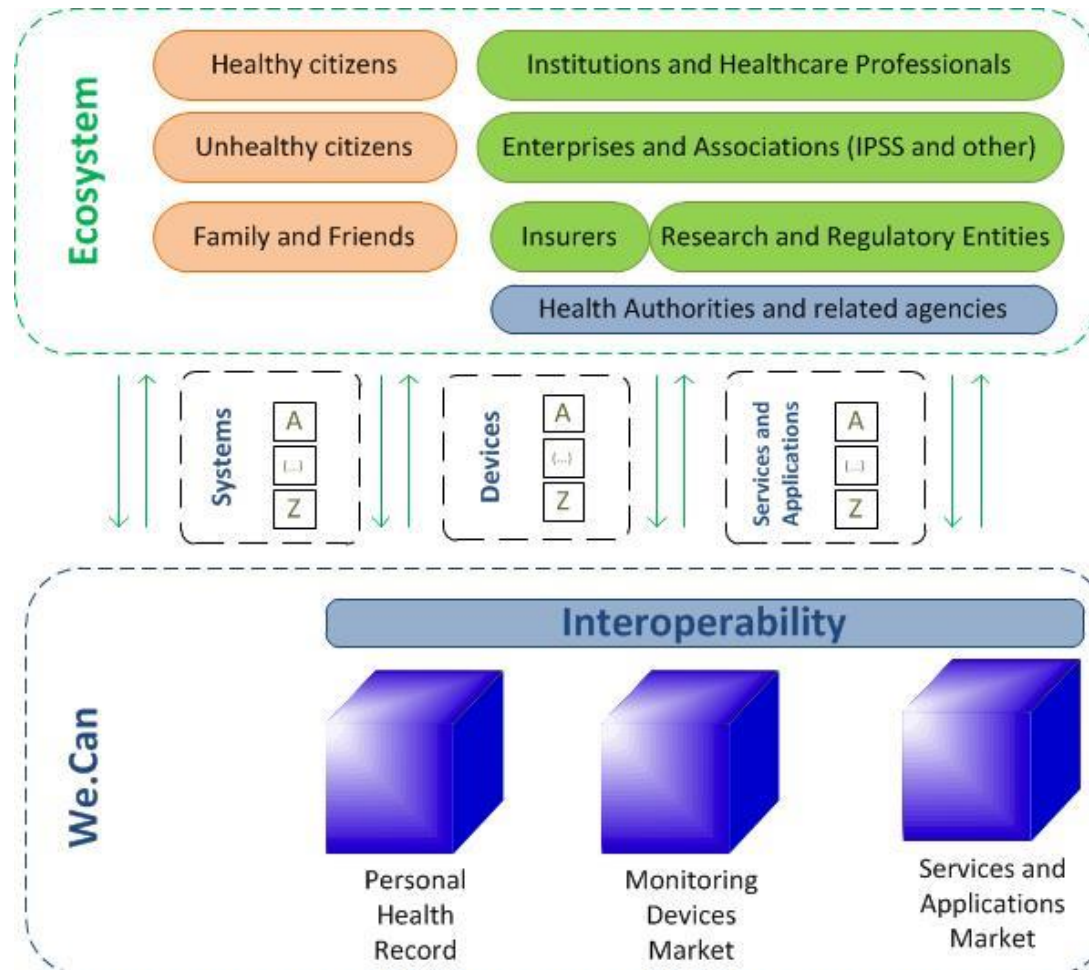 Ecosystem
Healthy citizens
Institutions and Healthcare Professionals
Unhealthy citizens
Enterprises and Associations (IPSS and other)
Family and Friends
Insurers
Research and Regulatory Entities
Health Authorities and related agencies
Systems
A
(...)
Z
Devices
A
(...)
Z
Services and
Applications
A
(...)
Z
We.Can
Interoperability
Personal
Health
Record
Monitoring
Devices
Market
Services and
Applications
Market